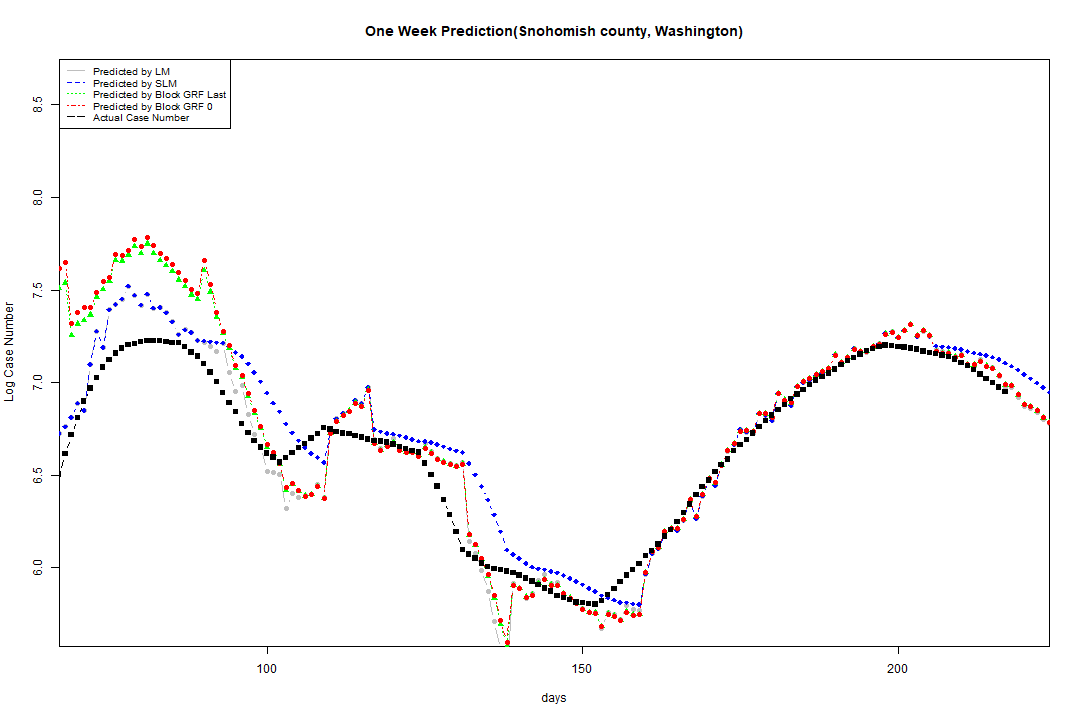 One Week Prediction(Snohomish county, Washington)
Predicted by LM
Predicted by SLM
Predicted by Block GRF Last
Predicted by Block GRF 0
Actual Case Number
8.5
8.0
7.5
7.0
6.5
6.0
Log Case Number
100 150 200
days